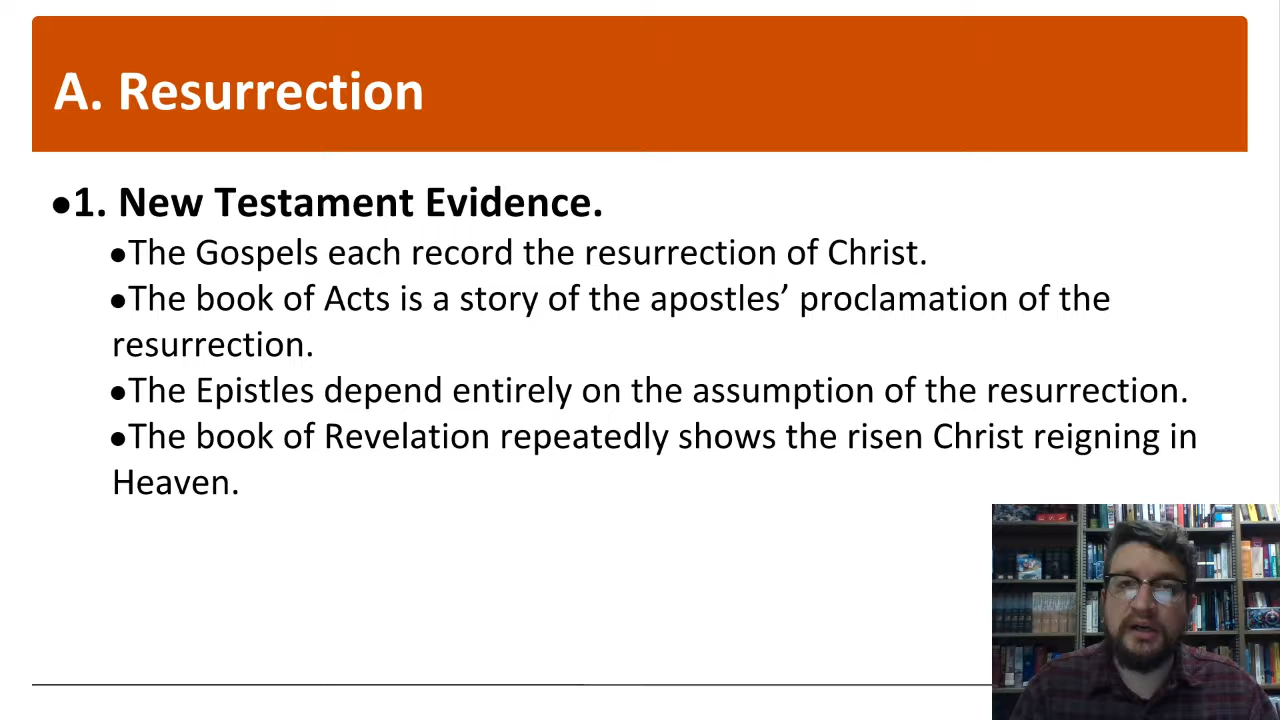 A. Resurrection
●1. New Testament Evidence.
●The Gospels each record the resurrection of Christ.
●The book of Acts is a story of the apostles’ proclamation of the
resurrection.
●The Epistles depend entirely on the assumption of the resurrection.
●The book of Revelation repeatedly shows the risen Christ reigning in
Heaven.